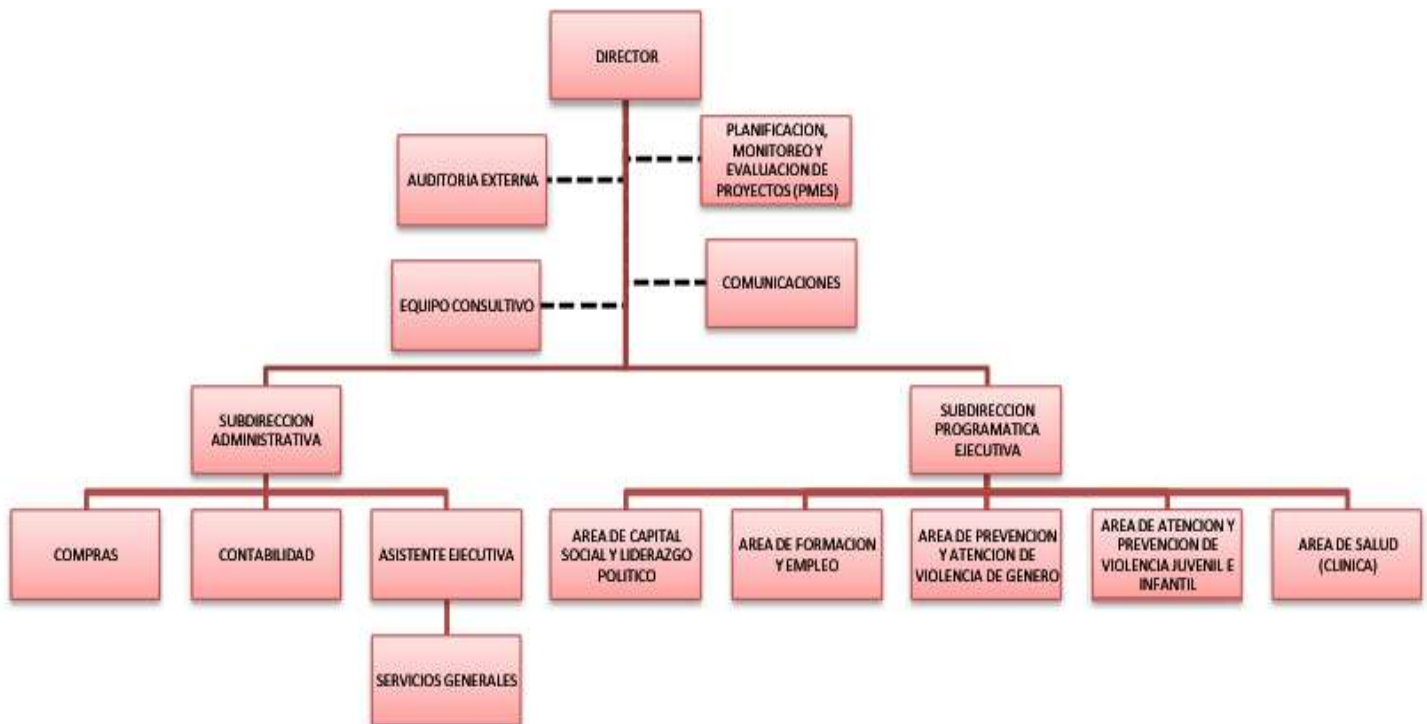 DIRECTOR
PLANIFICACION,
MONITOREO Y
EVALUACION DE
PROYECTOS (PMES)
AUDITORIA EXTERNA
COMUNICACIONES
EQUIPO CONSULTIVO
SUBDIRECCION
ADMINISTRATIVA
SUBDIRECCION
PROGRAMATICA
EJECUTIVA
COMPRAS
CONTABILIDAD
ASISTENTE EJECUTIVA
AREA DE CAPITAL
SOCIAL Y LIDERAZGO
POLITICO
AREA DE FORMACION
Y EMPLEO
AREA DE PREVENCION
Y ATENCION DE
VIOLENCIA DE GENERO
AREA DE ATENCION Y
PREVENCION DE
VIOLENCIA JUVENIL E
INFANTIL
AREA DE SALUD
(CLINICA)
SERVICIOS GENERALES